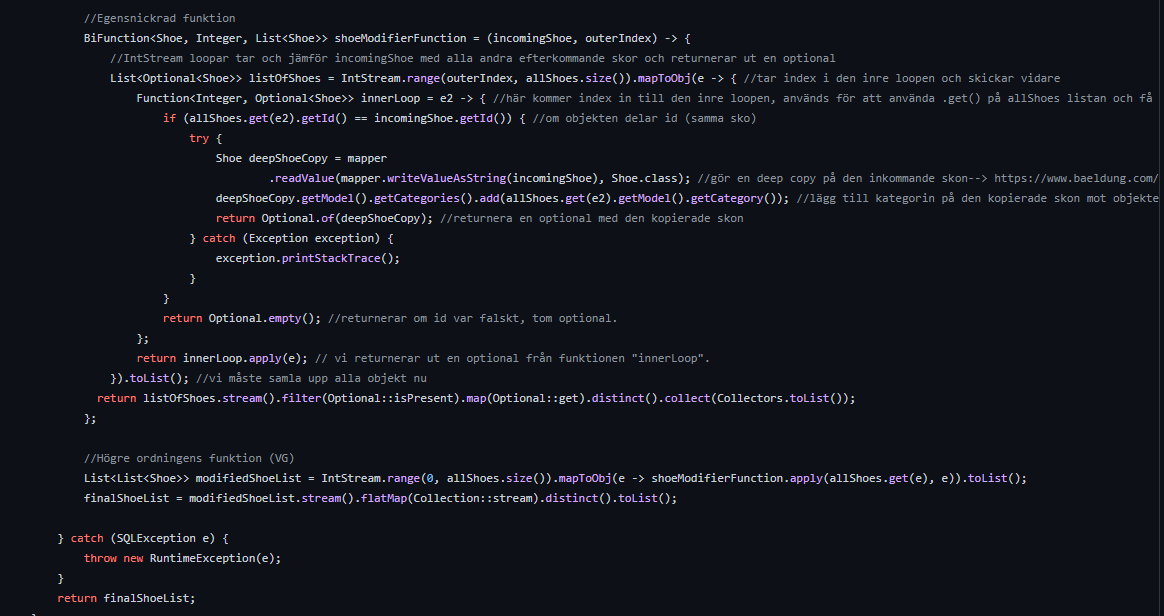 //Egensnickrad funktion
BiFunction<Shoe, Integer, List<Shoe>> shoeModifierFunction = (incomingShoe, outerIndex) -> {
//IntStream loopar tar och jämför incomingShoe med alla andra efterkommande skor och returnerar ut en optional
List<Optional<Shoe>> listOfShoes = IntStream.range(outerIndex, allShoes.size()).mapToObj(e -> { //tar index i den inre loopen och skickar vidare
Function<Integer, Optional<Shoe>> innerLoop = e2 -> { //här kommer index in till den inre loopen, används för att använda .get() på allShoes listan och få
if (allShoes.get(e2).getId() == incomingShoe.getId()) { //om objekten delar id (samma sko)
try {
Shoe deepShoeCopy = mapper
.readValue(mapper.writeValueAsString(incomingShoe), Shoe.class); //gör en deep copy på den inkommande skon--> https://www.baeldung.com/
deepShoeCopy.getModel().getCategories().add(allShoes.get(e2).getModel().getCategory()); //lägg till kategorin på den kopierade skon mot objekte
return Optional.of(deepShoeCopy); //returnera en optional med den kopierade skon
} catch (Exception exception) {
exception.printStackTrace();
}
}
return Optional.empty(); //returnerar om id var falskt, tom optional.
};
return innerLoop.apply(e); // vi returnerar ut en optional från funktionen "innerLoop".
}).toList(); //vi måste samla upp alla objekt nu
return listOfShoes.stream().filter(Optional::isPresent).map(Optional::get).distinct().collect(Collectors.toList());
};
//Högre ordningens funktion (VG)
List<List<Shoe>> modifiedShoeList = IntStream.range(0, allShoes.size()).mapToObj(e -> shoeModifierFunction.apply(allShoes.get(e), e)).toList();
finalShoeList = modifiedShoeList.stream().flatMap(Collection::stream).distinct().toList();
} catch (SQLException e) {
throw new RuntimeException(e);
}
return finalShoeList;